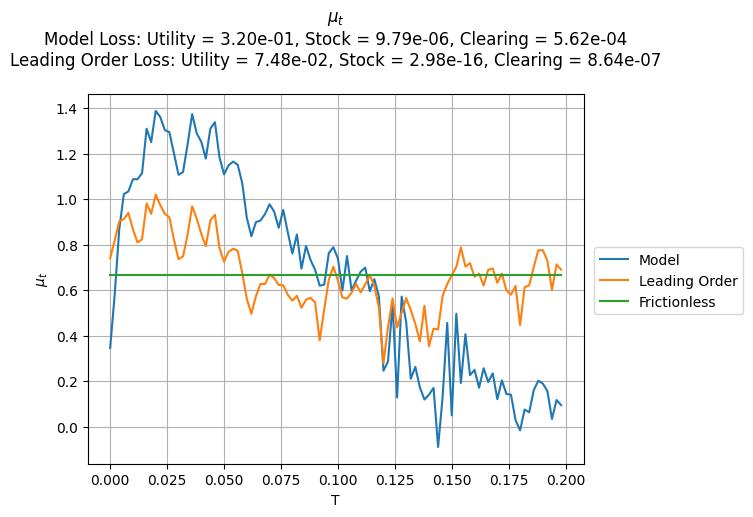 μₜ
Model Loss: Utility = 3.20e-01, Stock = 9.79e-06, Clearing = 5.62e-04
Leading Order Loss: Utility = 7.48e-02, Stock = 2.98e-16, Clearing = 8.64e-07
1.4
1.2
1.0
0.8
0.6
0.4
0.2
0.0
μₜ
0.000
0.025
0.050
0.075
0.100
0.125
0.150
0.175
0.200
T
Model
Leading Order
Frictionless